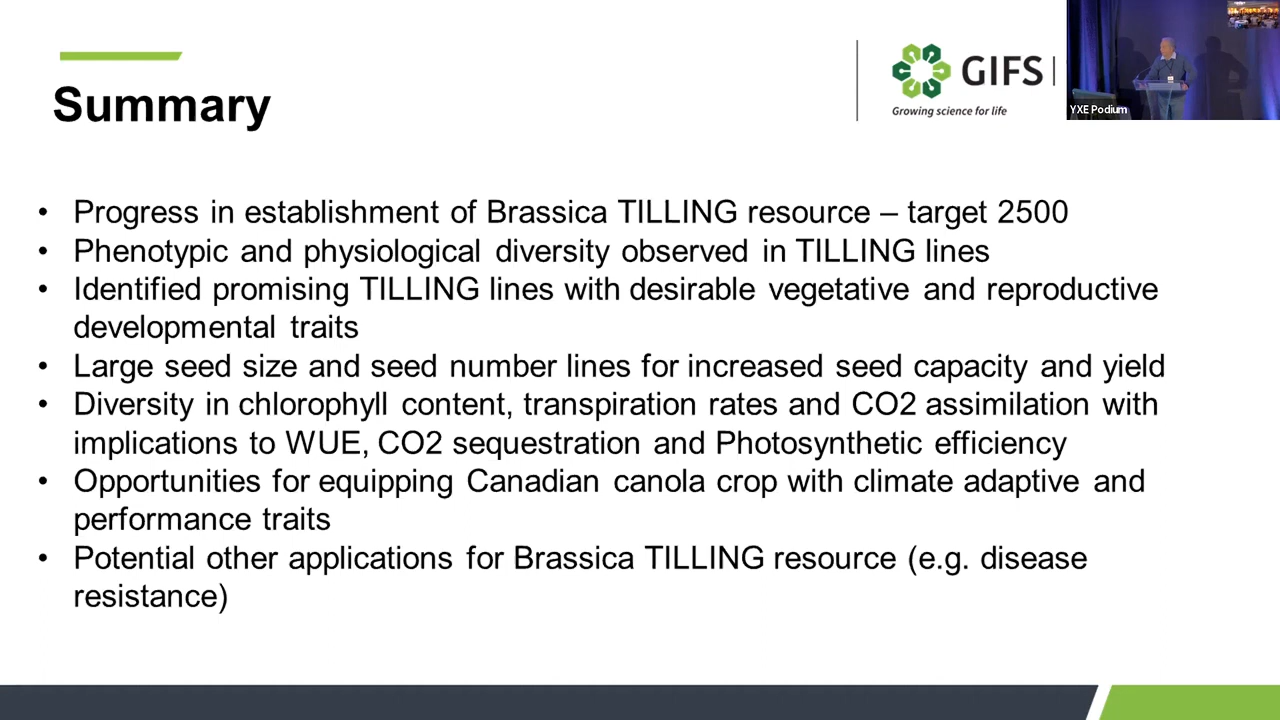 Summary
GIFS
Growing science for life
YXE Podium
• Progress in establishment of Brassica TILLING resource – target 2500
• Phenotypic and physiological diversity observed in TILLING lines
• Identified promising TILLING lines with desirable vegetative and reproductive
developmental traits
• Large seed size and seed number lines for increased seed capacity and yield
• Diversity in chlorophyll content, transpiration rates and CO2 assimilation with
implications to WUE, CO2 sequestration and Photosynthetic efficiency
• Opportunities for equipping Canadian canola crop with climate adaptive and
performance traits
• Potential other applications for Brassica TILLING resource (e.g. disease
resistance)